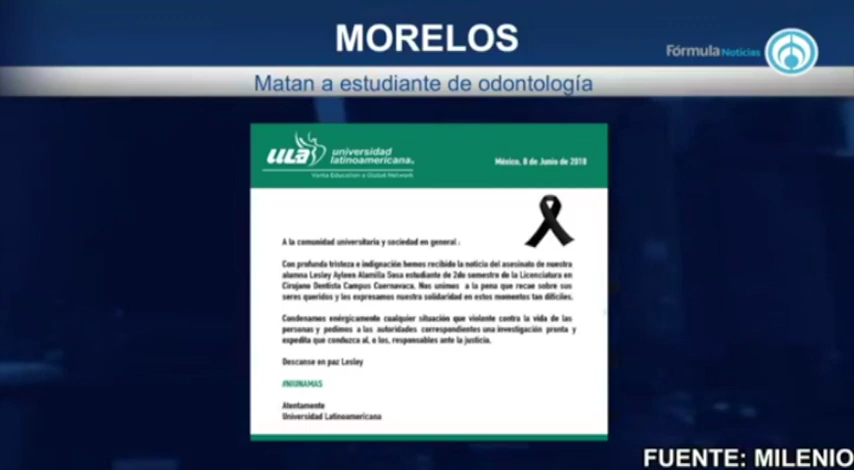 MORELOS
Fórmula Noticias
Matan a estudiante de odontología
ula universidad
latinoamericana.
México, 8 de Junio de 2018
A la comunidad universitaria y sociedad en general :
Con profunda tristeza e indignación hemos recibido la noticia del asesinato de nuestra
alumna Lesley Ayleen Alamilla Sosa estudiante de 2do semestre de la Licenciatura en
Cirujano Dentista Campus Cuernavaca. Nos unimos a la pena que recae sobre sus
seres queridos y les expresamos nuestra solidaridad en estos momentos tan difíciles.
Condenamos enérgicamente cualquier situación que violente contra la vida de las
personas y pedimos a las autoridades correspondientes una investigación pronta y
expedita que conduzca al, o los, responsables ante la justicia.
Descanse en paz Lesley
#NIUNAMAS
Atentamente
Universidad Latinoamericana
FUENTE: MILENIO